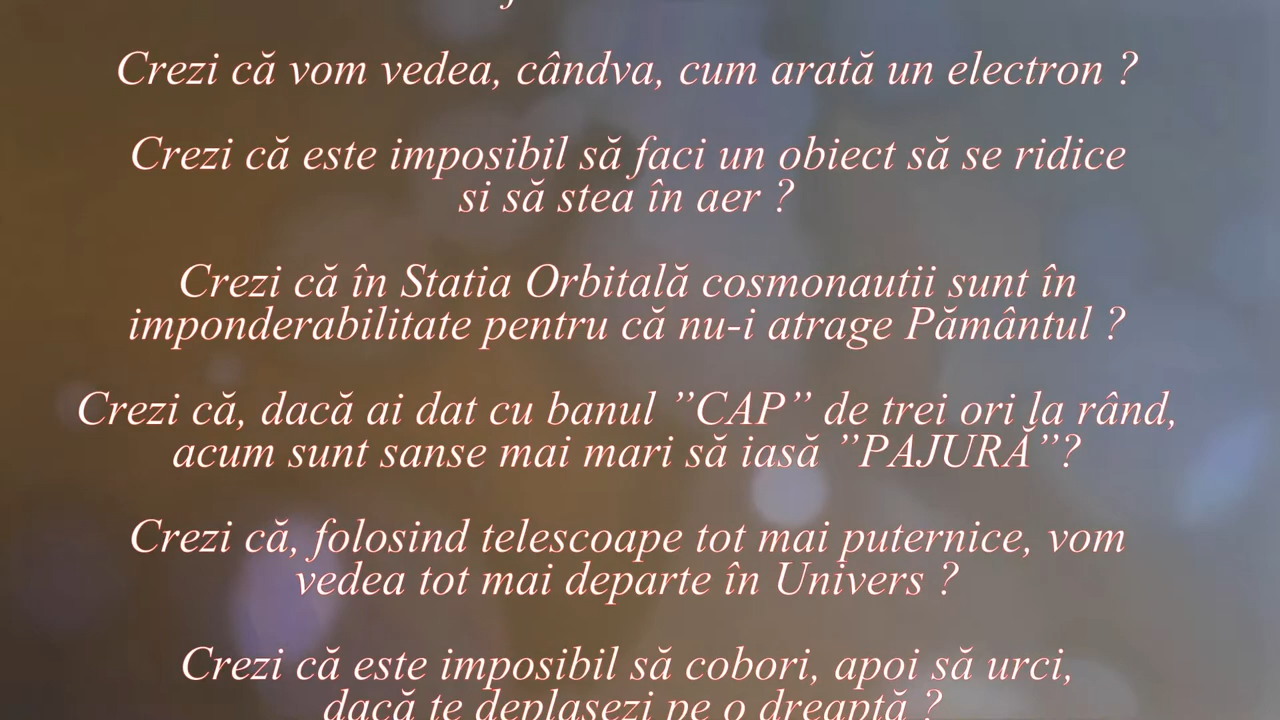 Crezi că vom vedea, cândva, cum arată un electron ?
Crezi că este imposibil să faci un obiect să se ridice
si să stea în aer ?
Crezi că în Statia Orbitală cosmonautii sunt în
imponderabilitate pentru că nu-i atrage Pământul ?
Crezi că, dacă ai dat cu banul ”CAP” de trei ori la rând,
acum sunt sanse mai mari să iasă ”PAJURĂ”?
Crezi că, folosind telescoape tot mai puternice, vom
vedea tot mai departe în Univers ?
Crezi că este imposibil să cobori, apoi să urci,
dacă te deplasezi pe o dreaptă ?